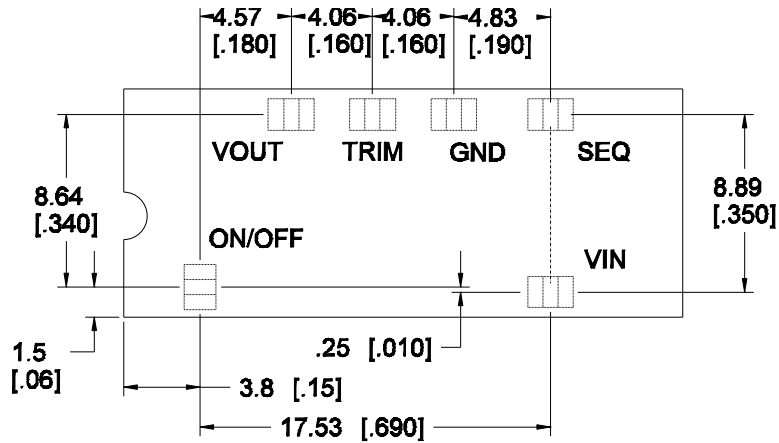 4.57 4.06 4.06 4.83
[.180] [.160] [.160] [.190]
VOUT TRIM GND SEQ
8.64
[.340]
8.89
[.350]
ON/OFF
VIN
1.5
[.06]
.25 [.010]
3.8 [.15]
17.53 [.690]